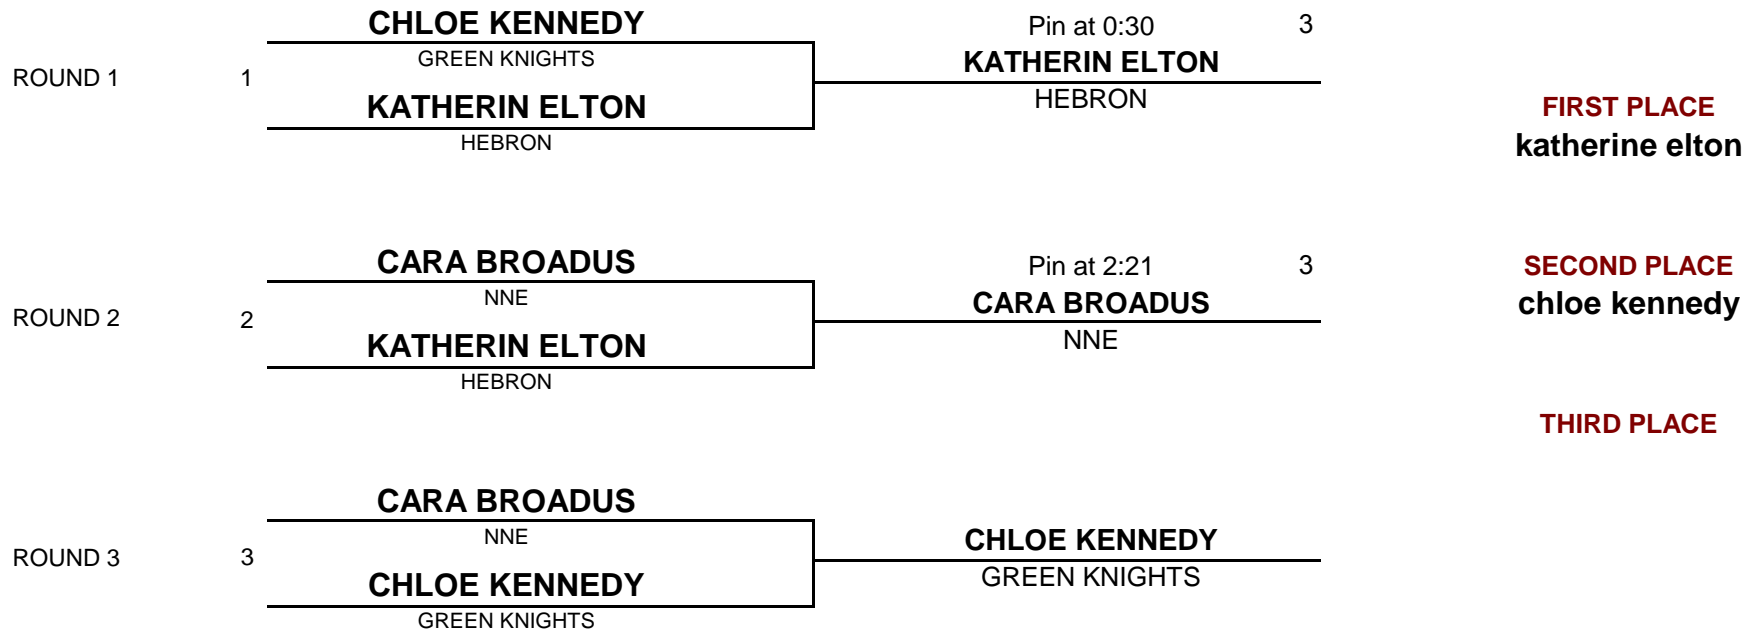 CHLOE KENNEDY
GREEN KNIGHTS
ROUND 1 1
KATHERIN ELTON
HEBRON
Pin at 0:30 3
KATHERIN ELTON
HEBRON
FIRST PLACE
katherine elton
CARA BROADUS
NNE
ROUND 2 2
KATHERIN ELTON
HEBRON
Pin at 2:21 3
CARA BROADUS
NNE
SECOND PLACE
chloe kennedy
THIRD PLACE
CARA BROADUS
NNE
ROUND 3 3
CHLOE KENNEDY
GREEN KNIGHTS
CHLOE KENNEDY
GREEN KNIGHTS